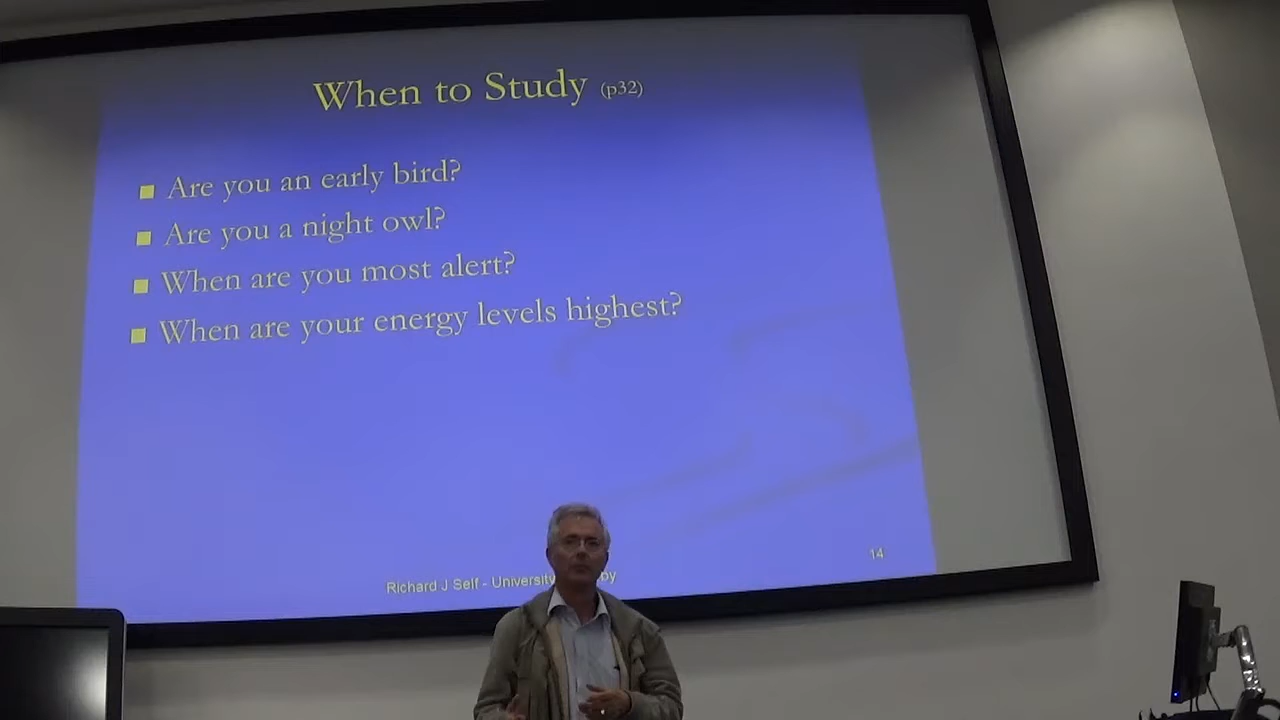 When to Study (p32)
Are you an early bird?
Are you a night owl?
When are you most alert?
When are your energy levels highest?
14
Richard J Self - University by